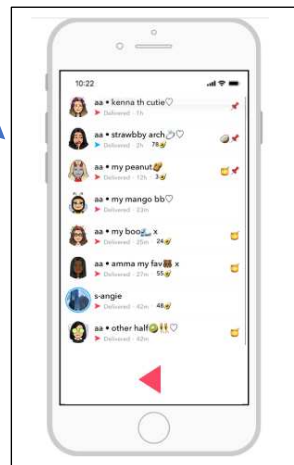 10:22
aa • kenna th cutie♡
Delivered · 1h
aa • strawbby arch🦴♡
Delivered · 2h 78
aa • my peanut🥜
Delivered · 12h 3
aa • my mango bb♡
Delivered · 23m
aa • my boo x
Delivered · 25m 24
aa • amma my fav🐻 x
Delivered · 27m 55
s-angie
Delivered · 42m 48
aa • other half ♡
Delivered · 42m